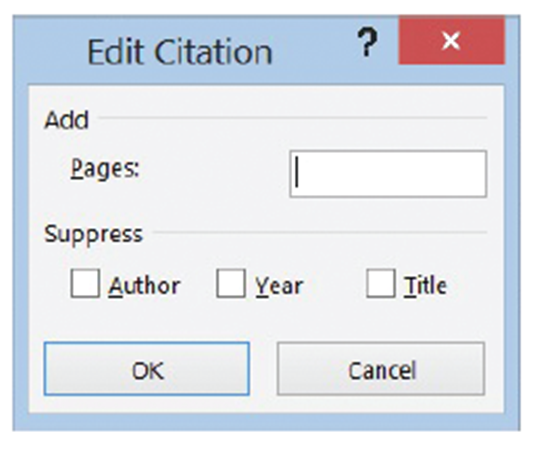 Edit Citation ? x
Add
Pages:
Suppress
Author Year Title
OK Cancel